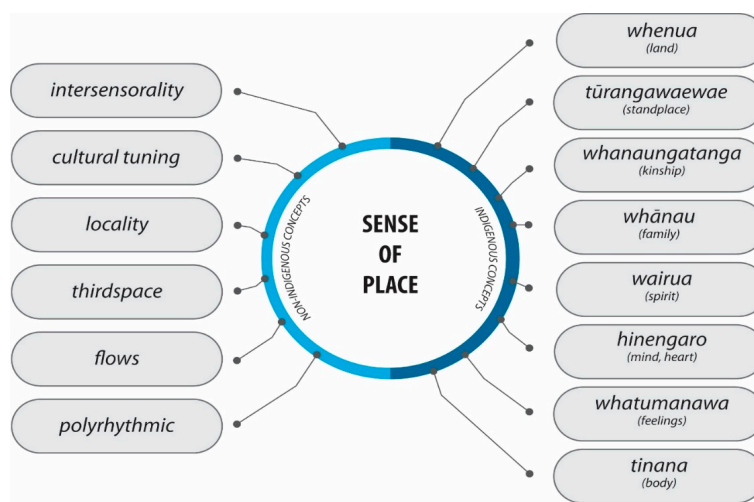 intersensorality
cultural tuning
locality
thirdspace
flows
polyrhythmic
NON-INDIGENOUS CONCEPTS
SENSE
OF
PLACE
INDIGENOUS CONCEPTS
whenua
(land)
tūrangawaewae
(standplace)
whanaungatanga
(kinship)
whānau
(family)
wairua
(spirit)
hinengaro
(mind, heart)
whatumanawa
(feelings)
tinana
(body)